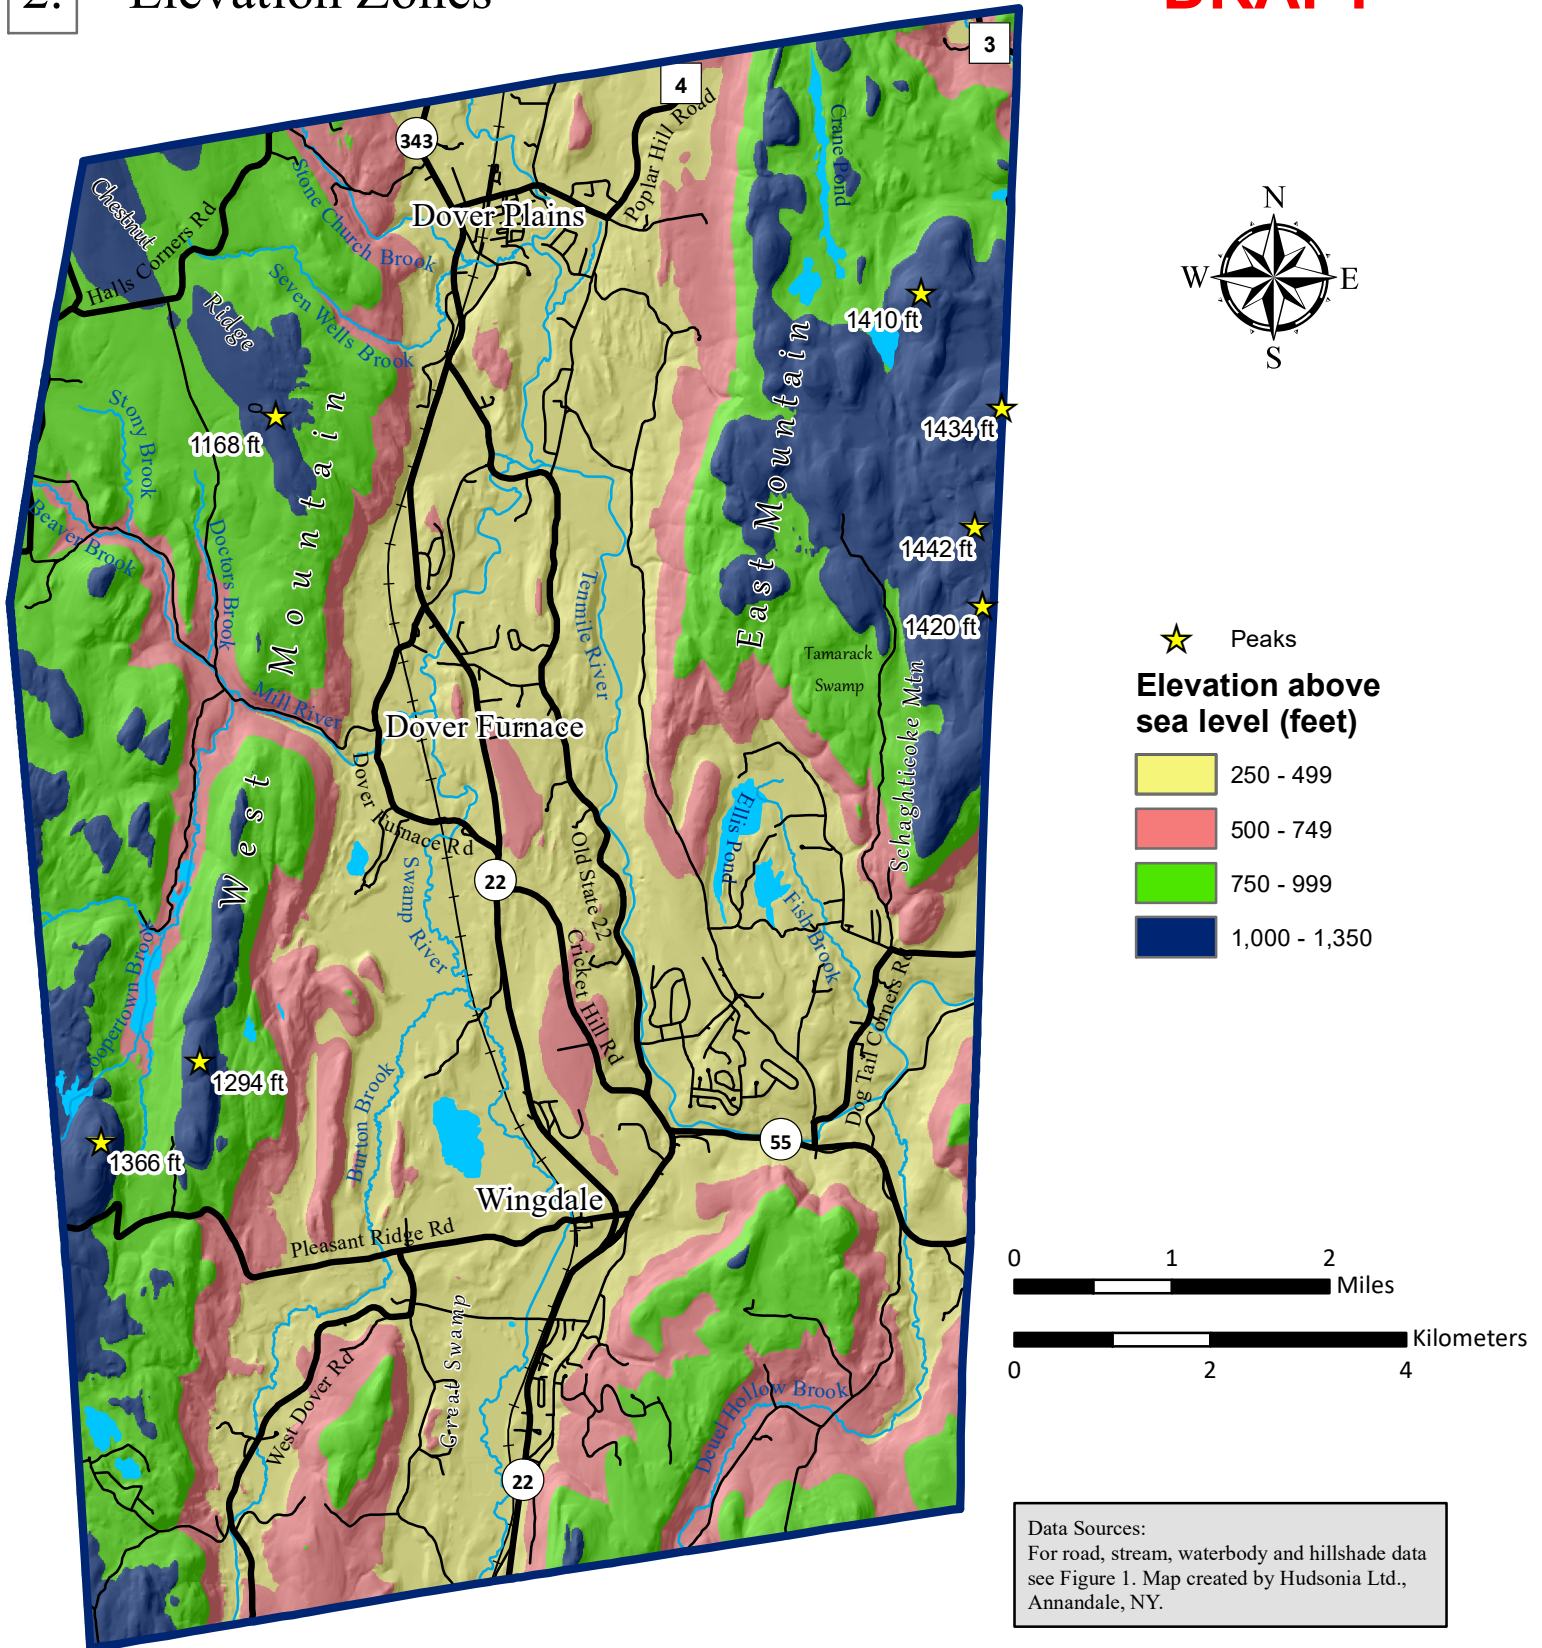 2. Elevation Zones
DRAFT
3
4
343
Poplar Hill Road
Crane Pond
Chestnut
Ridge
Halls Corners Rd
Stone Church Brook
Dover Plains
Seven Wells Brook
N
W E
S
1410 ft
1168 ft
1434 ft
Stony Brook
Beaver Brook
Doctors Brook
West Mountain
East Mountain
1442 ft
1420 ft
Tenmile River
Tamarack
Swamp
Schaghticoke Mtn
Mill River
Dover Furnace
Dover Furnace Rd
Ellis Pond
Old State 22
22
Swamp River
Cricket Hill Rd
Fish Brook
Dog Tail Corners Rd
oopertown Brook
1294 ft
1366 ft
Burton Brook
55
Wingdale
Pleasant Ridge Rd
Great Swamp
West Dover Rd
Deuel Hollow Brook
22
Peaks
Elevation above
sea level (feet)
250 - 499
500 - 749
750 - 999
1,000 - 1,350
0 1 2
Miles
Kilometers
0 2 4
Data Sources:
For road, stream, waterbody and hillshade data
see Figure 1. Map created by Hudsonia Ltd.,
Annandale, NY.